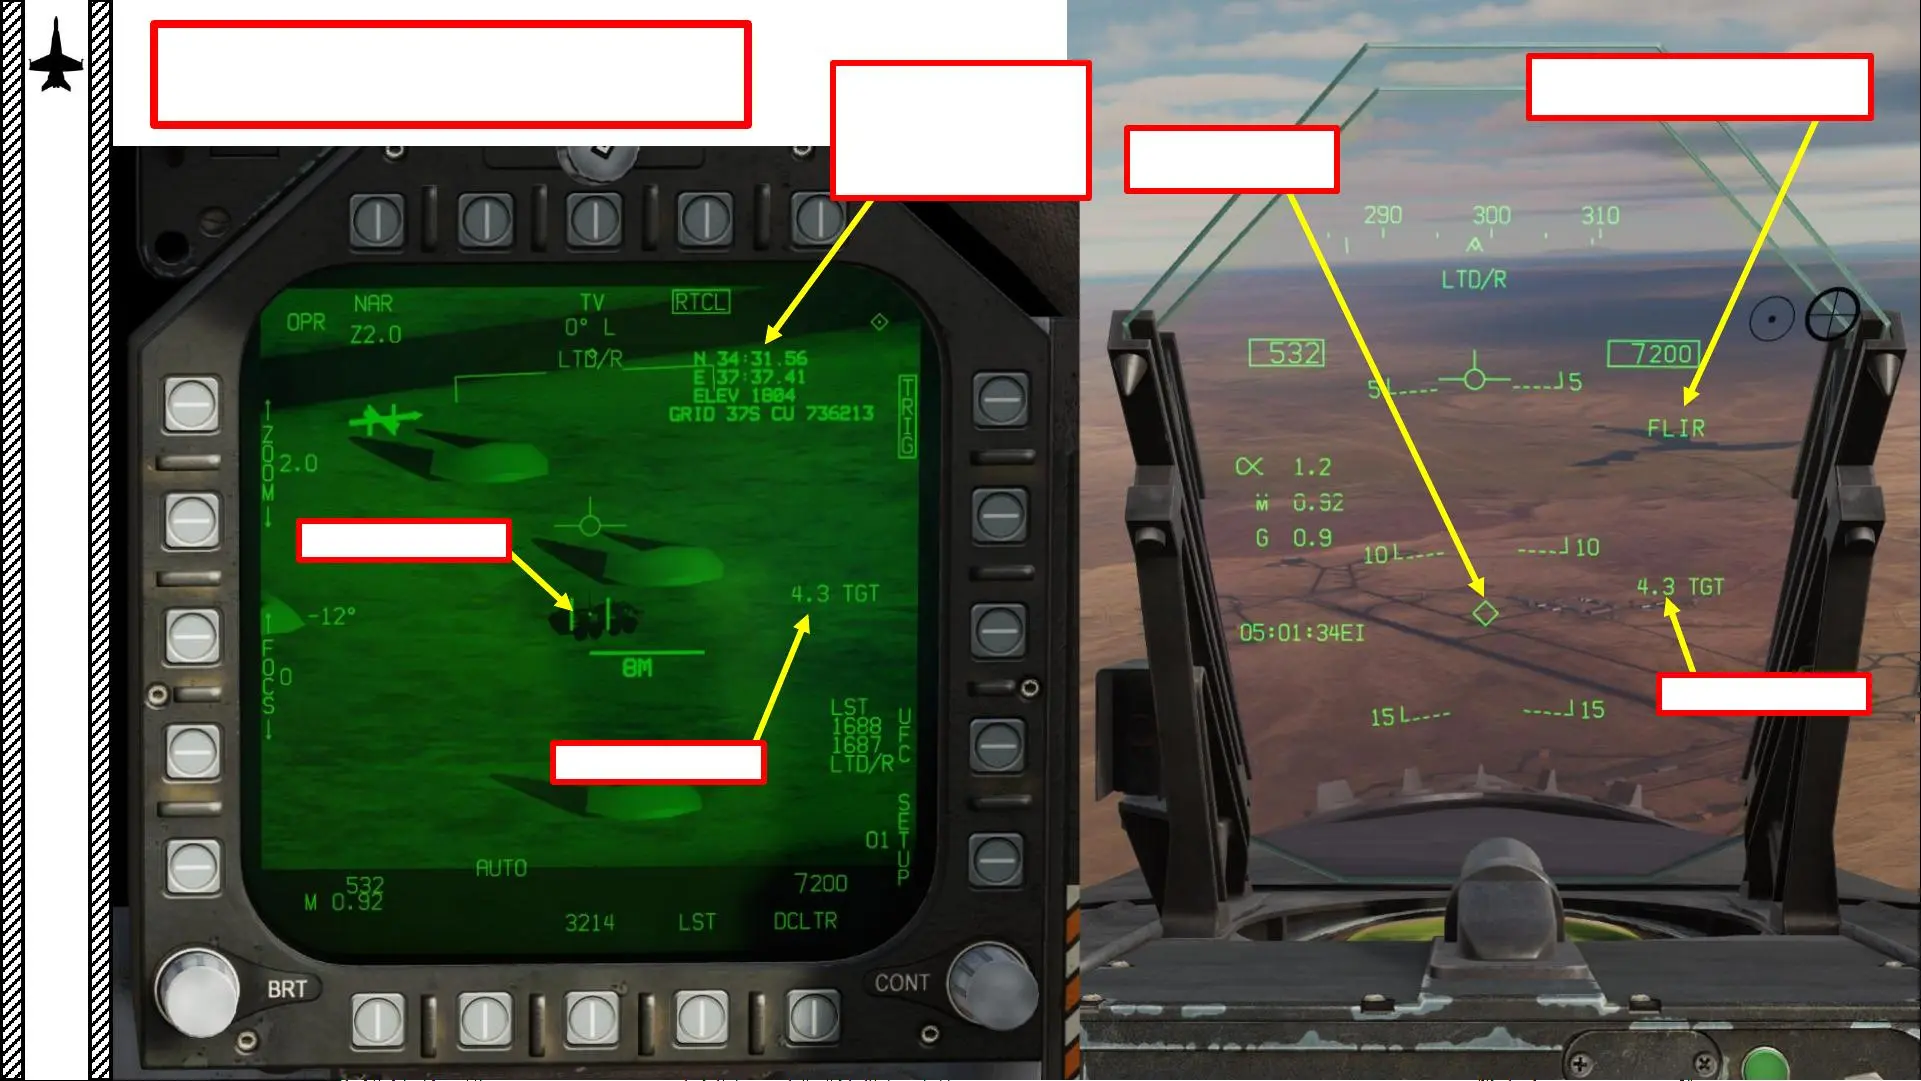 NAR
TV
RTCL
OPR
Z2.0
0° L
LTD/R
N 34:31.56
E 37:37.41
ELEV 1804
GRID 37S CU 736213
TRIG
ZOOM
2.0
-12°
FOCS
0
4.3 TGT
8M
LST
1688
1687
LTD/R
UFC
01
SETUP
AUTO
532
M 0.92
7200
3214
LST
DCLTR
BRT
CONT
290 300 310
LTD/R
532
7200
5 5
FLIR
α 1.2
M 0.92
G 0.9
10 10
4.3 TGT
05:01:34EI
15 15